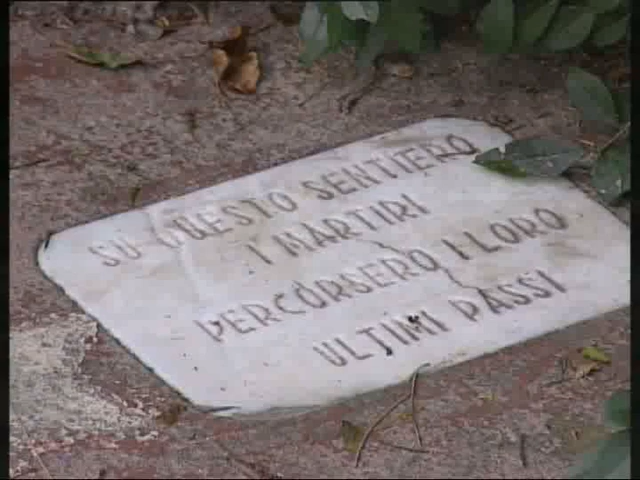 SU QUESTO SENTIERO
I MARTIRI
PERCORSERO I LORO
ULTIMI PASSI